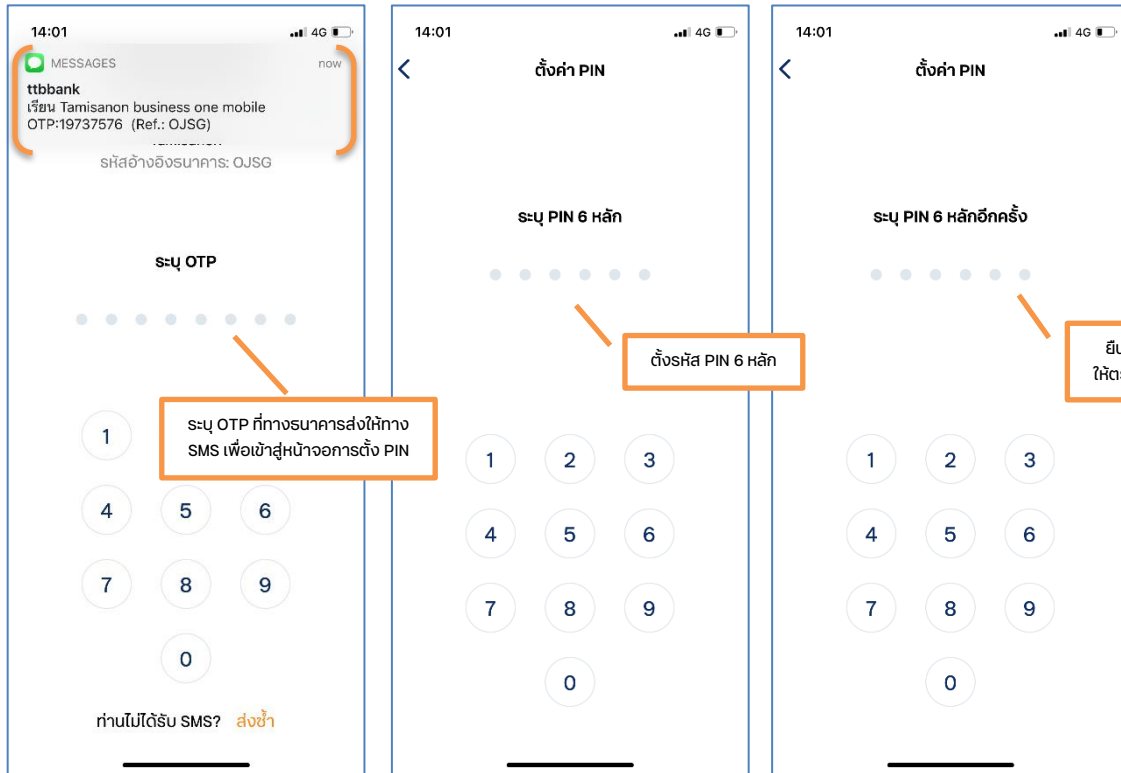 14:01
4G
MESSAGES
now
ttbbank
เรียน Tamisanon business one mobile
OTP:19737576 (Ref.: OJSG)
รหัสอ้างอิงธนาคาร: OJSG
ระบุ OTP
ระบุ OTP ที่ทางธนาคารส่งให้ทาง
SMS เพื่อเข้าสู่หน้าจอการตั้ง PIN
1
4 5 6
7 8 9
0
ท่านไม่ได้รับ SMS? ส่งซ้ำ
14:01
4G
ตั้งค่า PIN
ระบุ PIN 6 หลัก
ตั้งรหัส PIN 6 หลัก
1 2 3
4 5 6
7 8 9
0
14:01
4G
ตั้งค่า PIN
ระบุ PIN 6 หลักอีกครั้ง
1 2 3
4 5 6
7 8 9
0